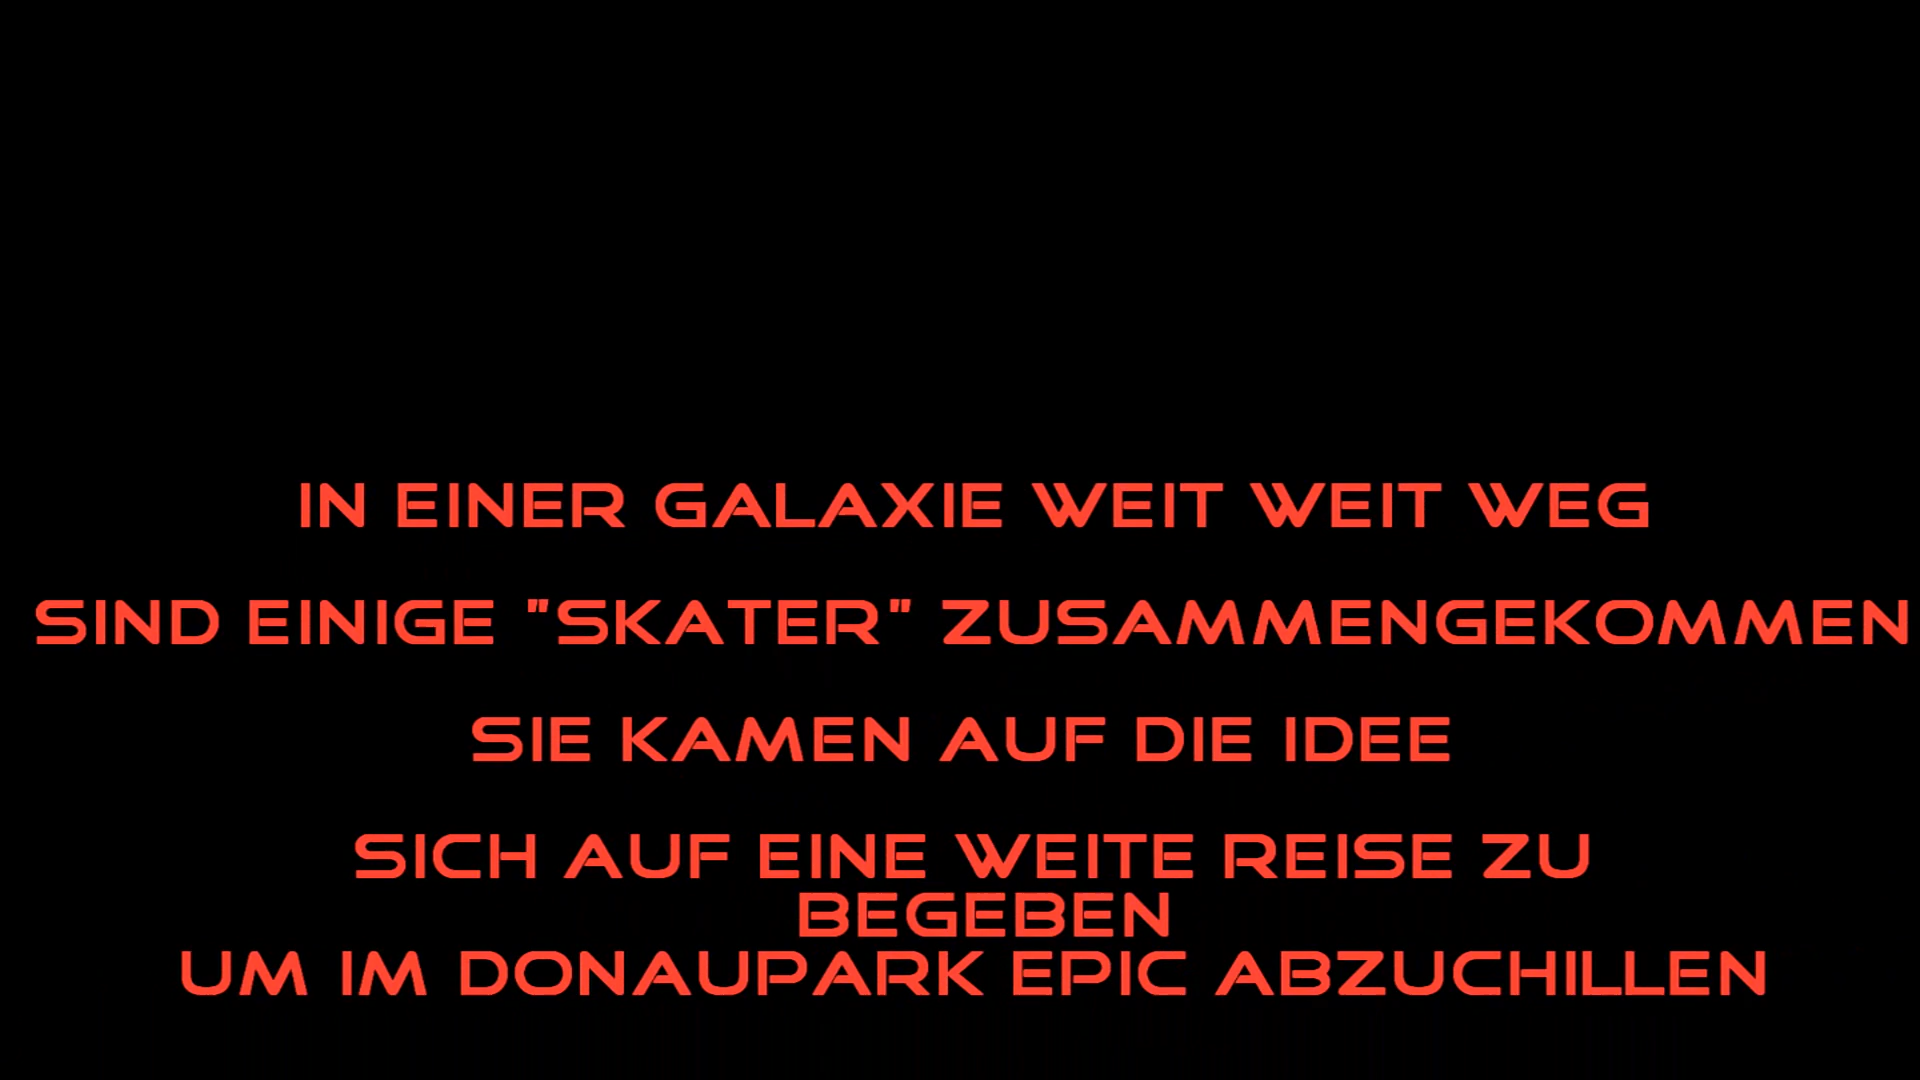 IN EINER GALAXIE WEIT WEIT WEG
SIND EINIGE "SKATER" ZUSAMMENGEKOMMEN
SIE KAMEN AUF DIE IDEE
SICH AUF EINE WEITE REISE ZU
BEGEBEN
UM IM DONAUPARK EPIC ABZUCHILLEN